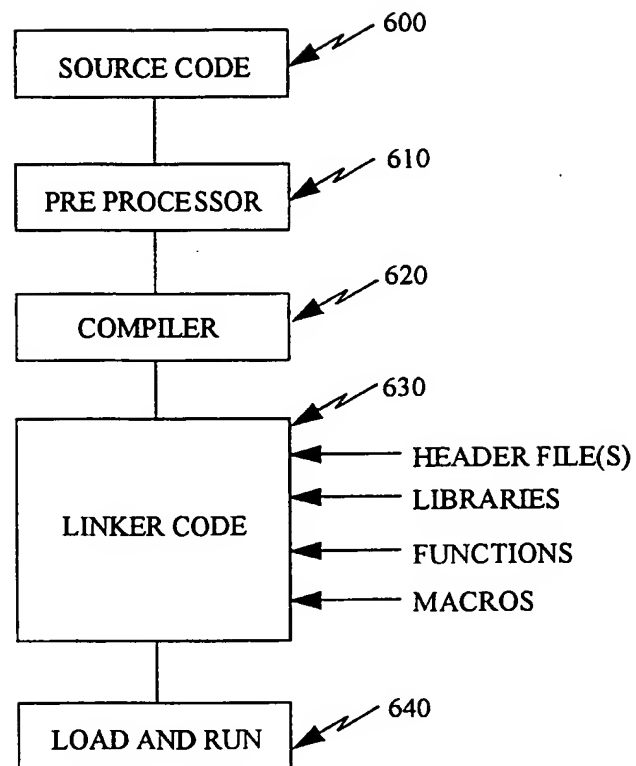 600
SOURCE CODE
610
PRE PROCESSOR
620
COMPILER
630
HEADER FILE(S)
LIBRARIES
LINKER CODE
FUNCTIONS
MACROS
640
LOAD AND RUN